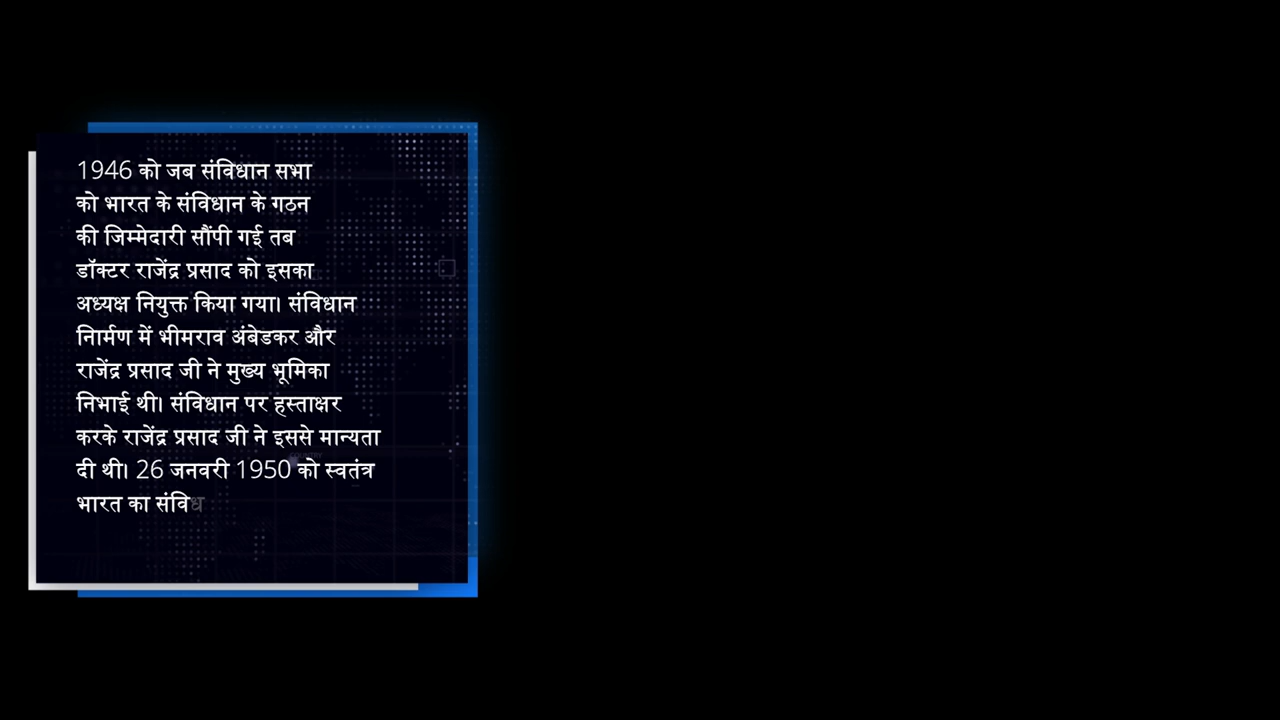 1946 को जब संविधान सभा
को भारत के संविधान के गठन
की जिम्मेदारी सौंपी गई तब
डॉक्टर राजेंद्र प्रसाद को इसका
अध्यक्ष नियुक्त किया गया। संविधान
निार्मण में भीमराव अंबेडकर और
राजेंद्र प्रसाद जी ने मुख्य भूमिका
निभाई थी। संविधान पर हस्ताक्षर
करके राजेंद्र प्रसाद जी ने इससे मान्यता
दी थी। 26 जनवरी 1950 को स्वतंत्र
भारत का संविध